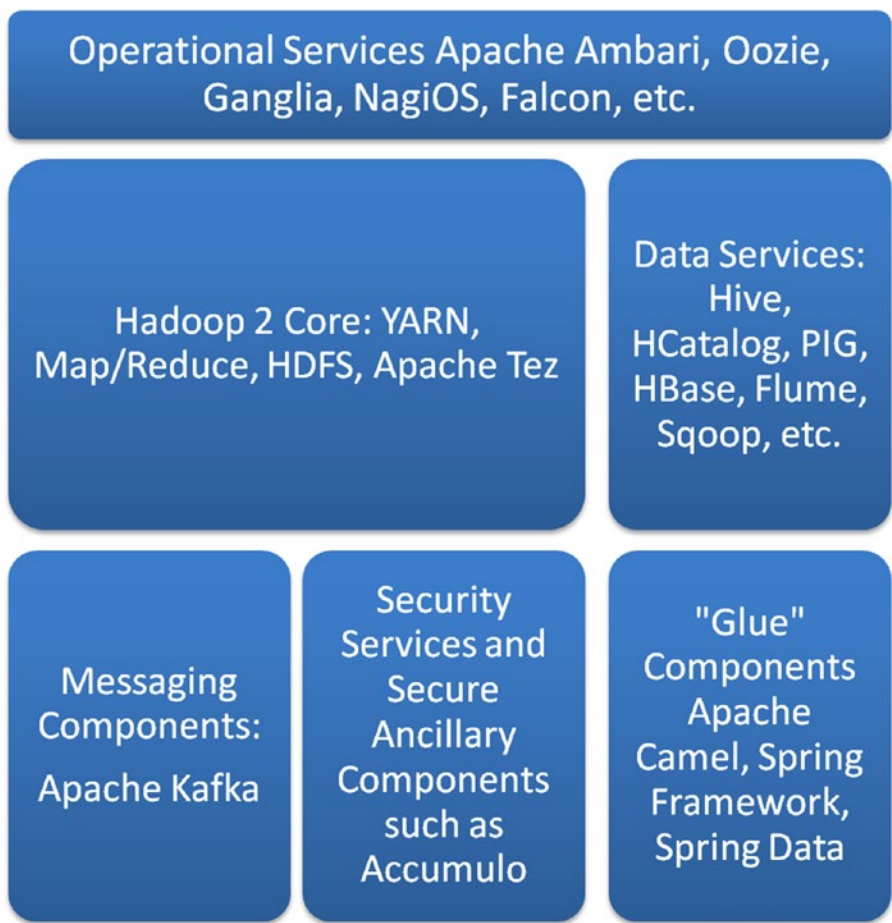 Operational Services Apache Ambari, Oozie,
Ganglia, NagiOS, Falcon, etc.
Hadoop 2 Core: YARN,
Map/Reduce, HDFS, Apache Tez
Data Services:
Hive,
HCatalog, PIG,
HBase, Flume,
Sqoop, etc.
Messaging
Components:
Apache Kafka
Security
Services and
Secure
Ancillary
Components
such as
Accumulo
"Glue"
Components
Apache
Camel, Spring
Framework,
Spring Data